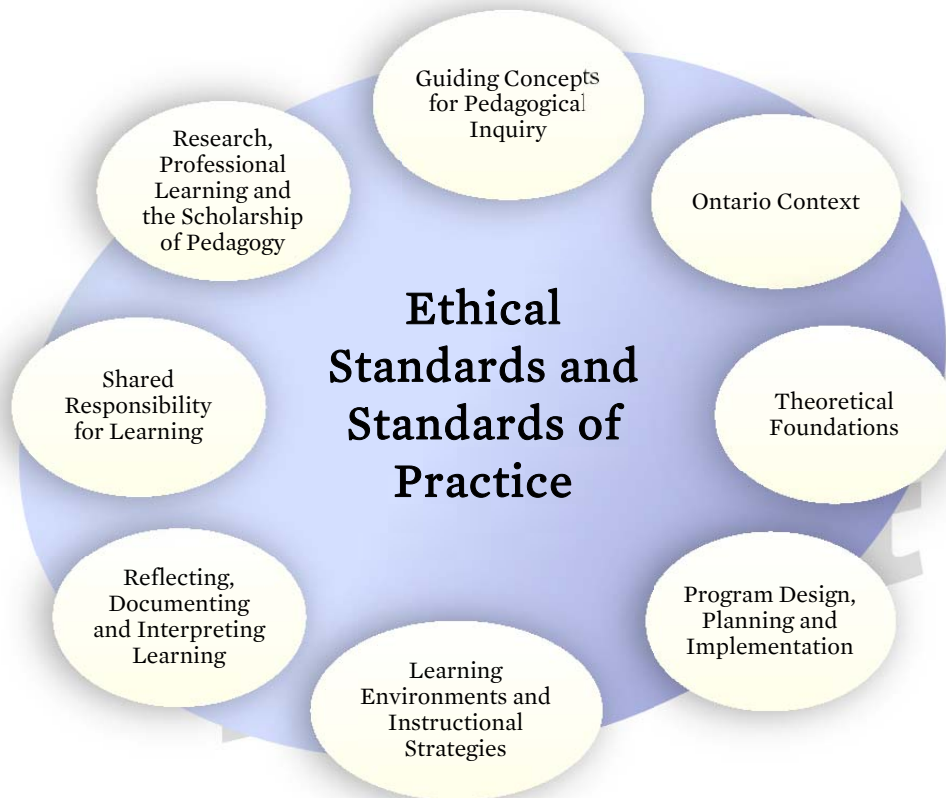 Guiding Concepts
for Pedagogical
Inquiry
Ontario Context
Theoretical
Foundations
Program Design,
Planning and
Implementation
Learning
Environments and
Instructional
Strategies
Reflecting,
Documenting
and Interpreting
Learning
Shared
Responsibility
for Learning
Research,
Professional
Learning and
the Scholarship
of Pedagogy
Ethical
Standards and
Standards of
Practice